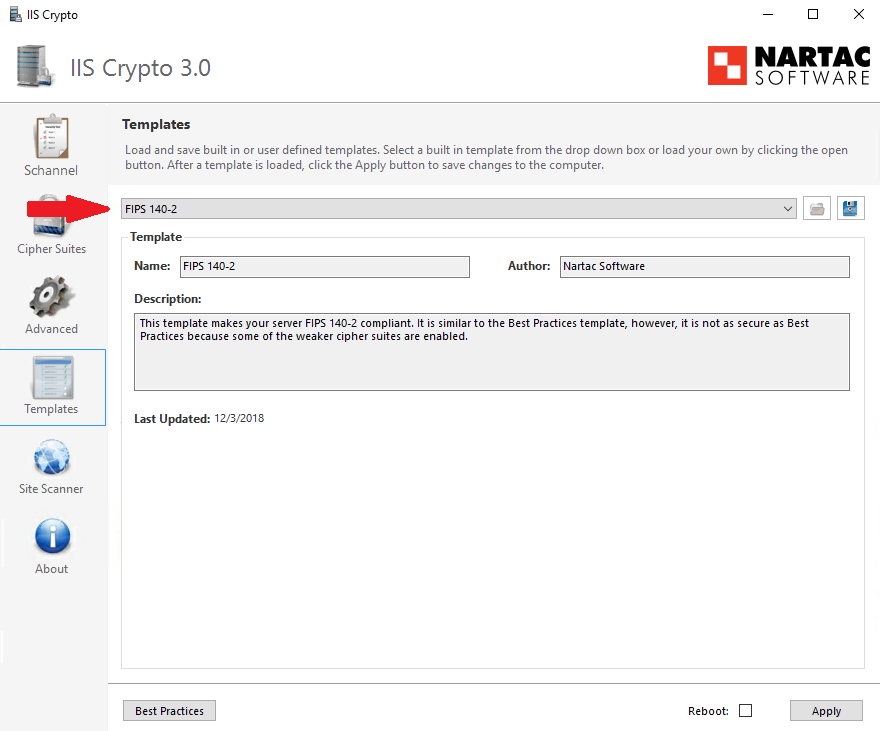 IIS Crypto
IIS Crypto 3.0
NARTAC
SOFTWARE
Schannel
Cipher Suites
Advanced
Templates
Site Scanner
About
Templates
Load and save built in or user defined templates. Select a built in template from the drop down box or load your own by clicking the open
button. After a template is loaded, click the Apply button to save changes to the computer.
FIPS 140-2
Template
Name: FIPS 140-2 Author: Nartac Software
Description:
This template makes your server FIPS 140-2 compliant. It is similar to the Best Practices template, however, it is not as secure as Best
Practices because some of the weaker cipher suites are enabled.
Last Updated: 12/3/2018
Best Practices Reboot: Apply